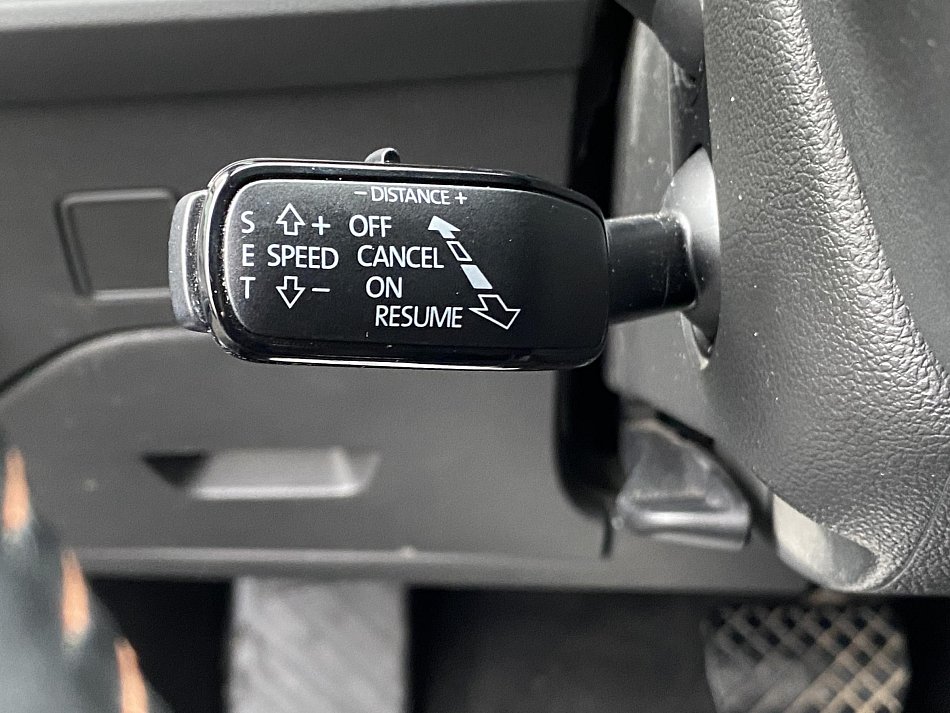 - DISTANCE +
S + OFF
E SPEED CANCEL
T - ON
RESUME